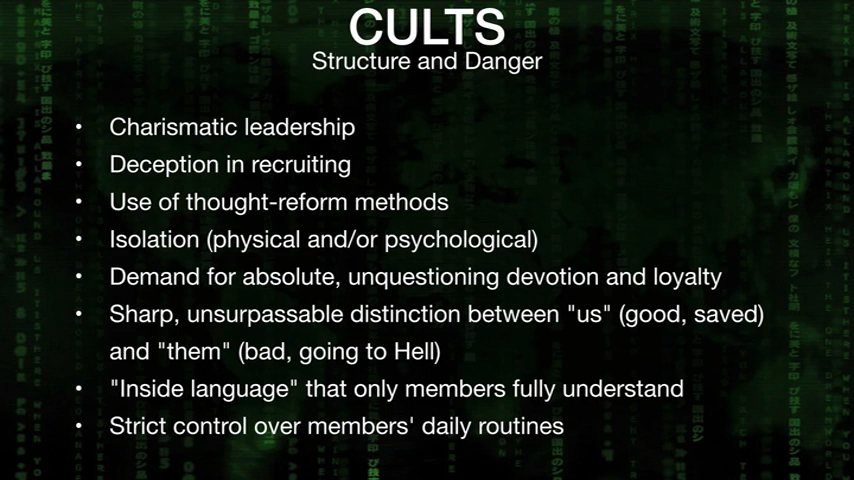 CULTS
Structure and Danger
• Charismatic leadership
• Deception in recruiting
• Use of thought-reform methods
• Isolation (physical and/or psychological)
• Demand for absolute, unquestioning devotion and loyalty
• Sharp, unsurpassable distinction between "us" (good, saved)
and "them" (bad, going to Hell)
• "Inside language" that only members fully understand
• Strict control over members' daily routines